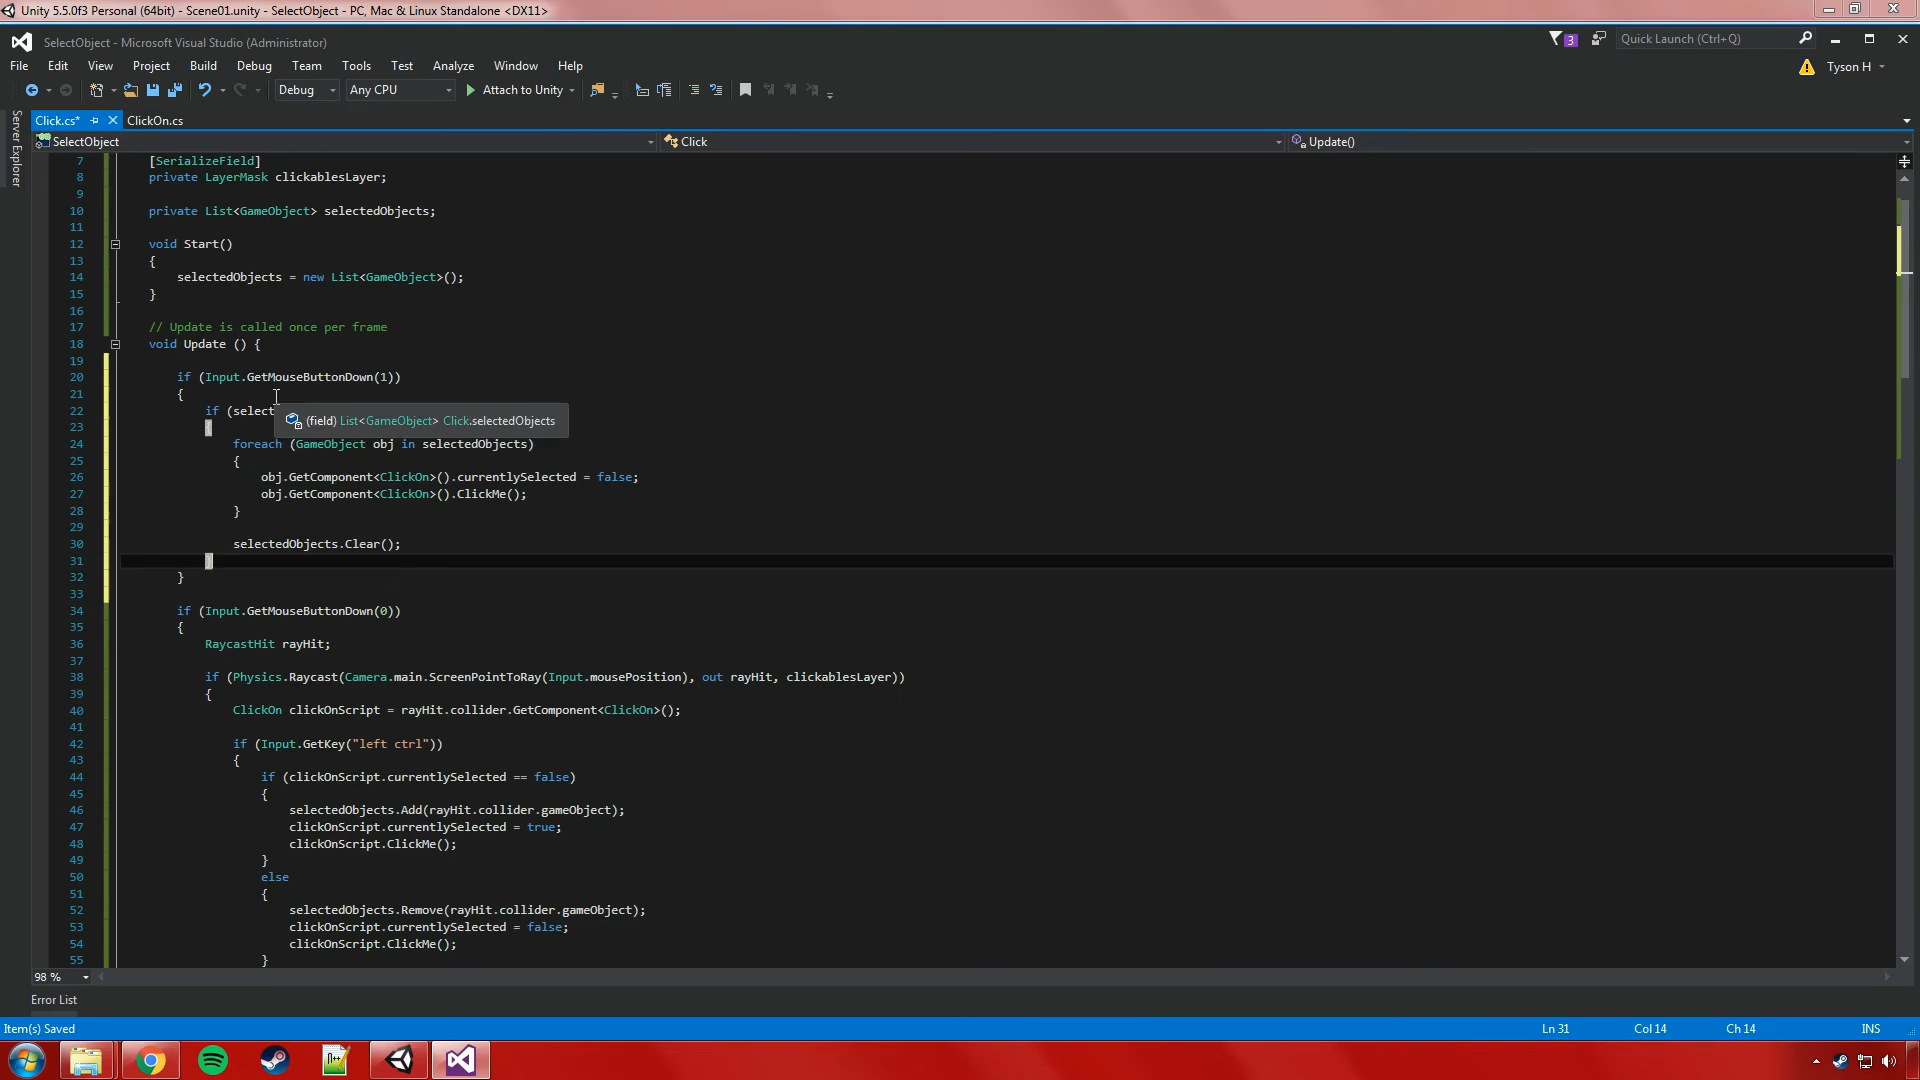 Unity 5.5.0f3 Personal (64bit) - Scene01.unity - SelectObject - PC, Mac & Linux Standalone <DX11>
SelectObject - Microsoft Visual Studio (Administrator)
3
Quick Launch (Ctrl+Q)
File Edit View Project Build Debug Team Tools Test Analyze Window Help
Tyson H
Debug Any CPU Attach to Unity
Server Explorer
Click.cs* ClickOn.cs
SelectObject Click Update()
7 [SerializeField]
8 private LayerMask clickablesLayer;
9
10 private List<GameObject> selectedObjects;
11
12 void Start()
13 {
14 selectedObjects = new List<GameObject>();
15 }
16
17 // Update is called once per frame
18 void Update () {
19
20 if (Input.GetMouseButtonDown(1))
21 {
22 if (select
(field) List<GameObject> Click.selectedObjects
23 {
24 foreach (GameObject obj in selectedObjects)
25 {
26 obj.GetComponent<ClickOn>().currentlySelected = false;
27 obj.GetComponent<ClickOn>().ClickMe();
28 }
29
30 selectedObjects.Clear();
31 }
32 }
33
34 if (Input.GetMouseButtonDown(0))
35 {
36 RaycastHit rayHit;
37
38 if (Physics.Raycast(Camera.main.ScreenPointToRay(Input.mousePosition), out rayHit, clickablesLayer))
39 {
40 ClickOn clickOnScript = rayHit.collider.GetComponent<ClickOn>();
41
42 if (Input.GetKey("left ctrl"))
43 {
44 if (clickOnScript.currentlySelected == false)
45 {
46 selectedObjects.Add(rayHit.collider.gameObject);
47 clickOnScript.currentlySelected = true;
48 clickOnScript.ClickMe();
49 }
50 else
51 {
52 selectedObjects.Remove(rayHit.collider.gameObject);
53 clickOnScript.currentlySelected = false;
54 clickOnScript.ClickMe();
55 }
98 %
Error List
Item(s) Saved Ln 31 Col 14 Ch 14 INS